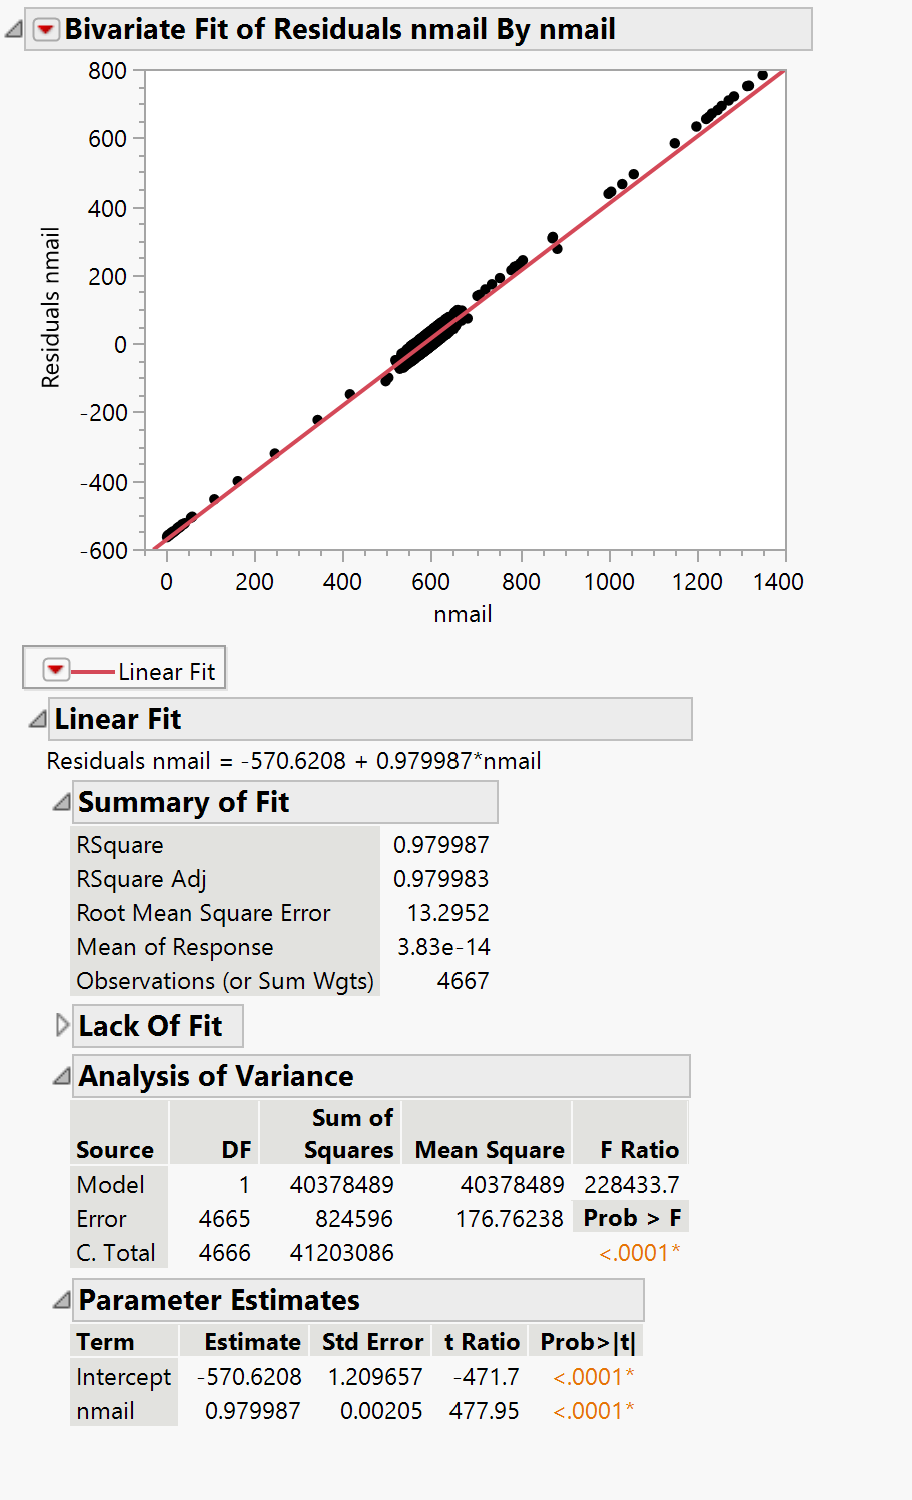 Bivariate Fit of Residuals nmail By nmail
800
600
400
200
0
-200
-400
-600
Residuals nmail
0 200 400 600 800 1000 1200 1400
nmail
Linear Fit
Linear Fit
Residuals nmail = -570.6208 + 0.979987*nmail
Summary of Fit
RSquare 0.979987
RSquare Adj 0.979983
Root Mean Square Error 13.2952
Mean of Response 3.83e-14
Observations (or Sum Wgts) 4667
Lack Of Fit
Analysis of Variance
Sum of
Source DF Squares Mean Square F Ratio
Model 1 40378489 40378489 228433.7
Error 4665 824596 176.76238 Prob > F
C. Total 4666 41203086 <.0001*
Parameter Estimates
Term Estimate Std Error t Ratio Prob>|t|
Intercept -570.6208 1.209657 -471.7 <.0001*
nmail 0.979987 0.00205 477.95 <.0001*